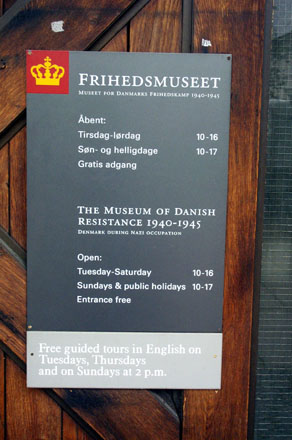 FRIHEDSMUSEET
MUSEET FOR DANMARKS FRIHEDSKAMP 1940-1945
Åbent:
Tirsdag-lørdag 10-16
Søn- og helligdage 10-17
Gratis adgang
THE MUSEUM OF DANISH
RESISTANCE 1940-1945
DENMARK DURING NAZI OCCUPATION
Open:
Tuesday-Saturday 10-16
Sundays & public holidays 10-17
Entrance free
Free guided tours in English on
Tuesdays, Thursdays
and on Sundays at 2 p.m.